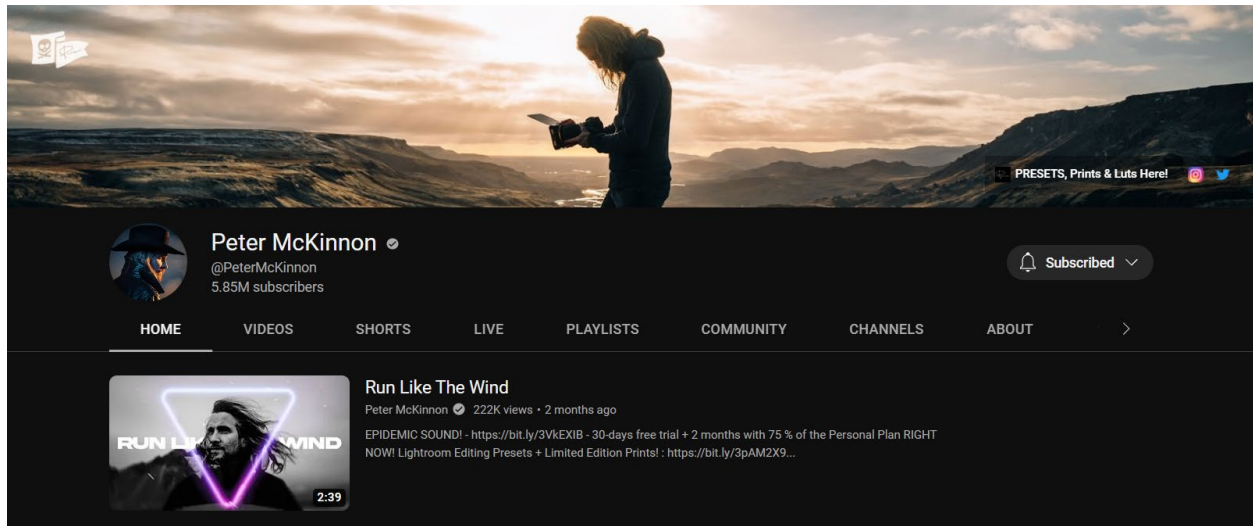 PRESETS, Prints & Luts Here!
Peter McKinnon
@PeterMcKinnon
5.85M subscribers
Subscribed
HOME VIDEOS SHORTS LIVE PLAYLISTS COMMUNITY CHANNELS ABOUT
RUN LI WIND
2:39
Run Like The Wind
Peter McKinnon 222K views • 2 months ago
EPIDEMIC SOUND! - https://bit.ly/3VkEXIB - 30-days free trial + 2 months with 75 % of the Personal Plan RIGHT
NOW! Lightroom Editing Presets + Limited Edition Prints! : https://bit.ly/3pAM2X9...